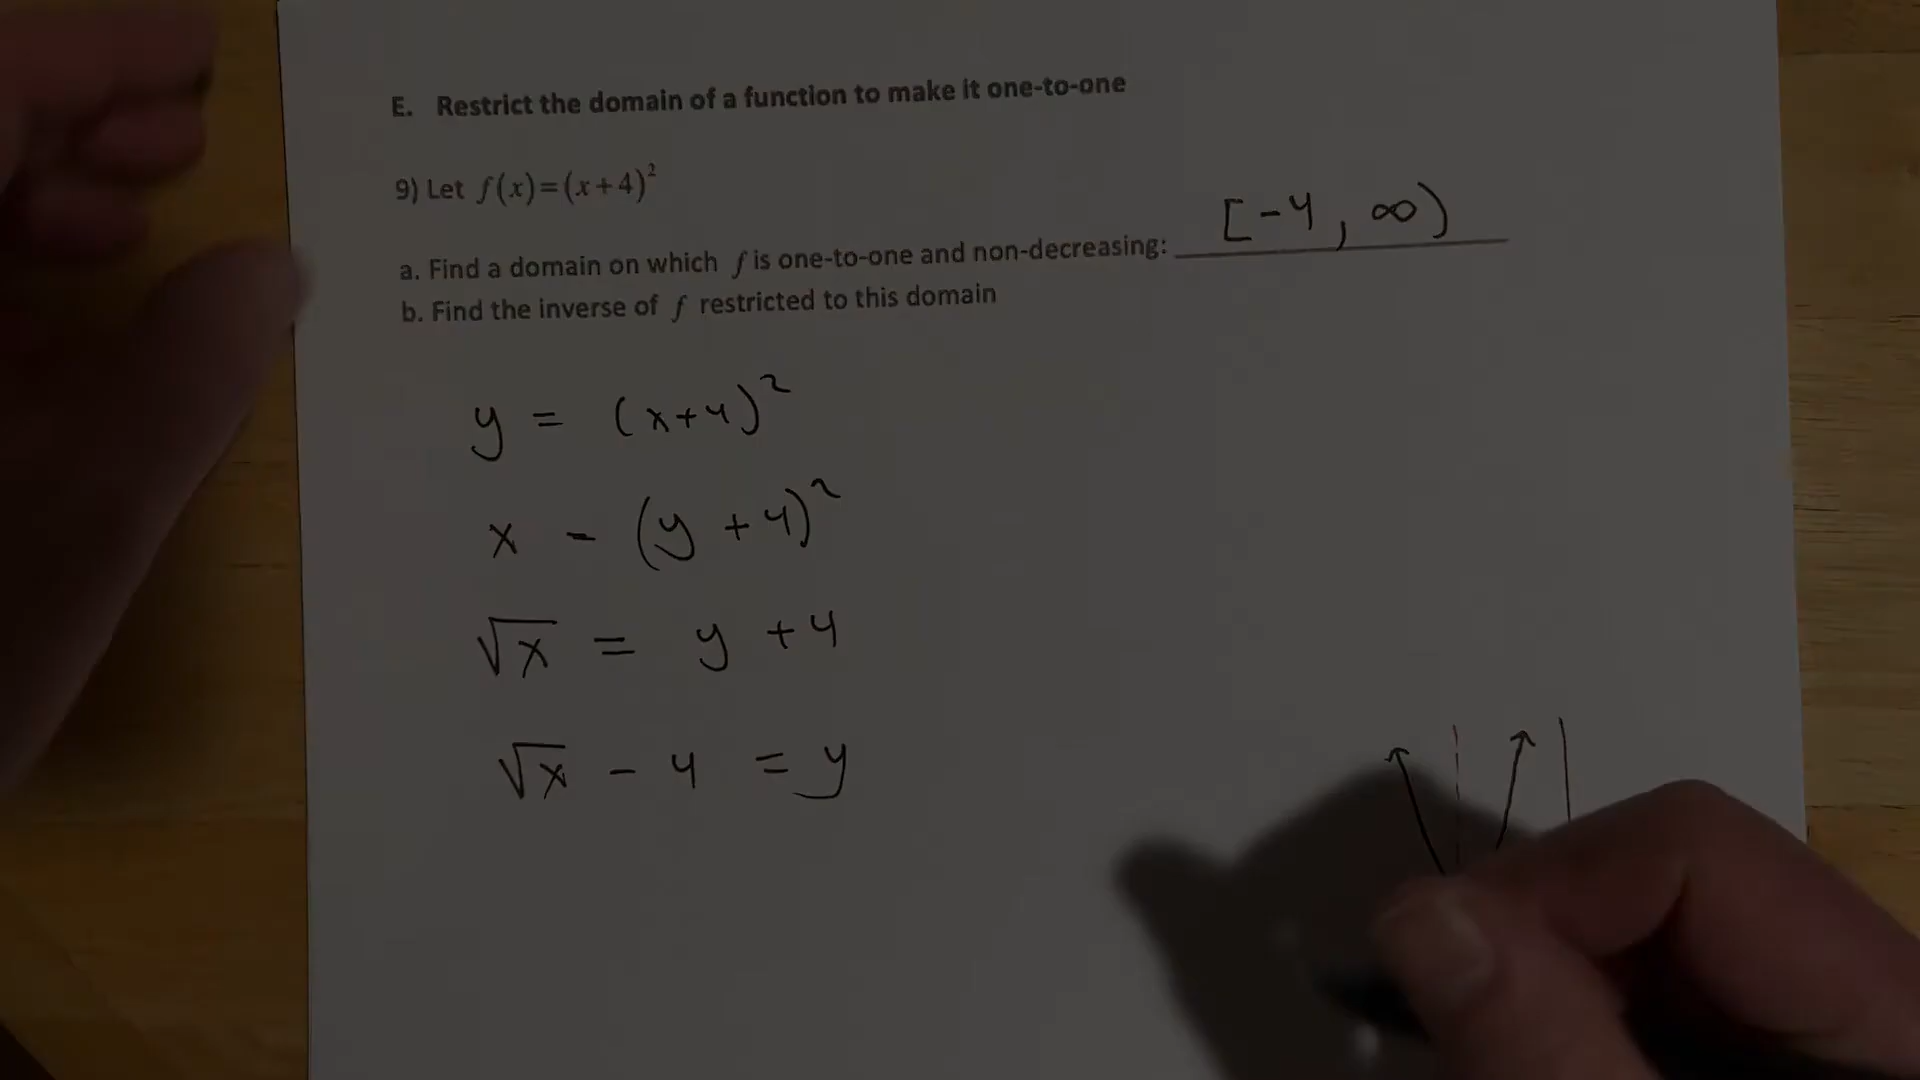 E. Restrict the domain of a function to make it one-to-one
9) Let f(x)=(x+4)²
a. Find a domain on which f is one-to-one and non-decreasing: [-4, ∞)
b. Find the inverse of f restricted to this domain
y = (x+4)²
x - (y +4)²
√x = y +4
√x - 4 = y